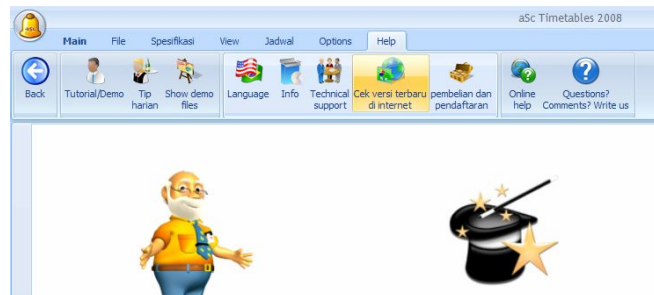 aSc Timetables 2008
aSc
Main File Spesifikasi View Jadwal Options Help
Back Tutorial/Demo Tip harian Show demo files Language Info Technical support Cek versi terbaru di internet pembelian dan pendaftaran Online help Questions? Comments? Write us